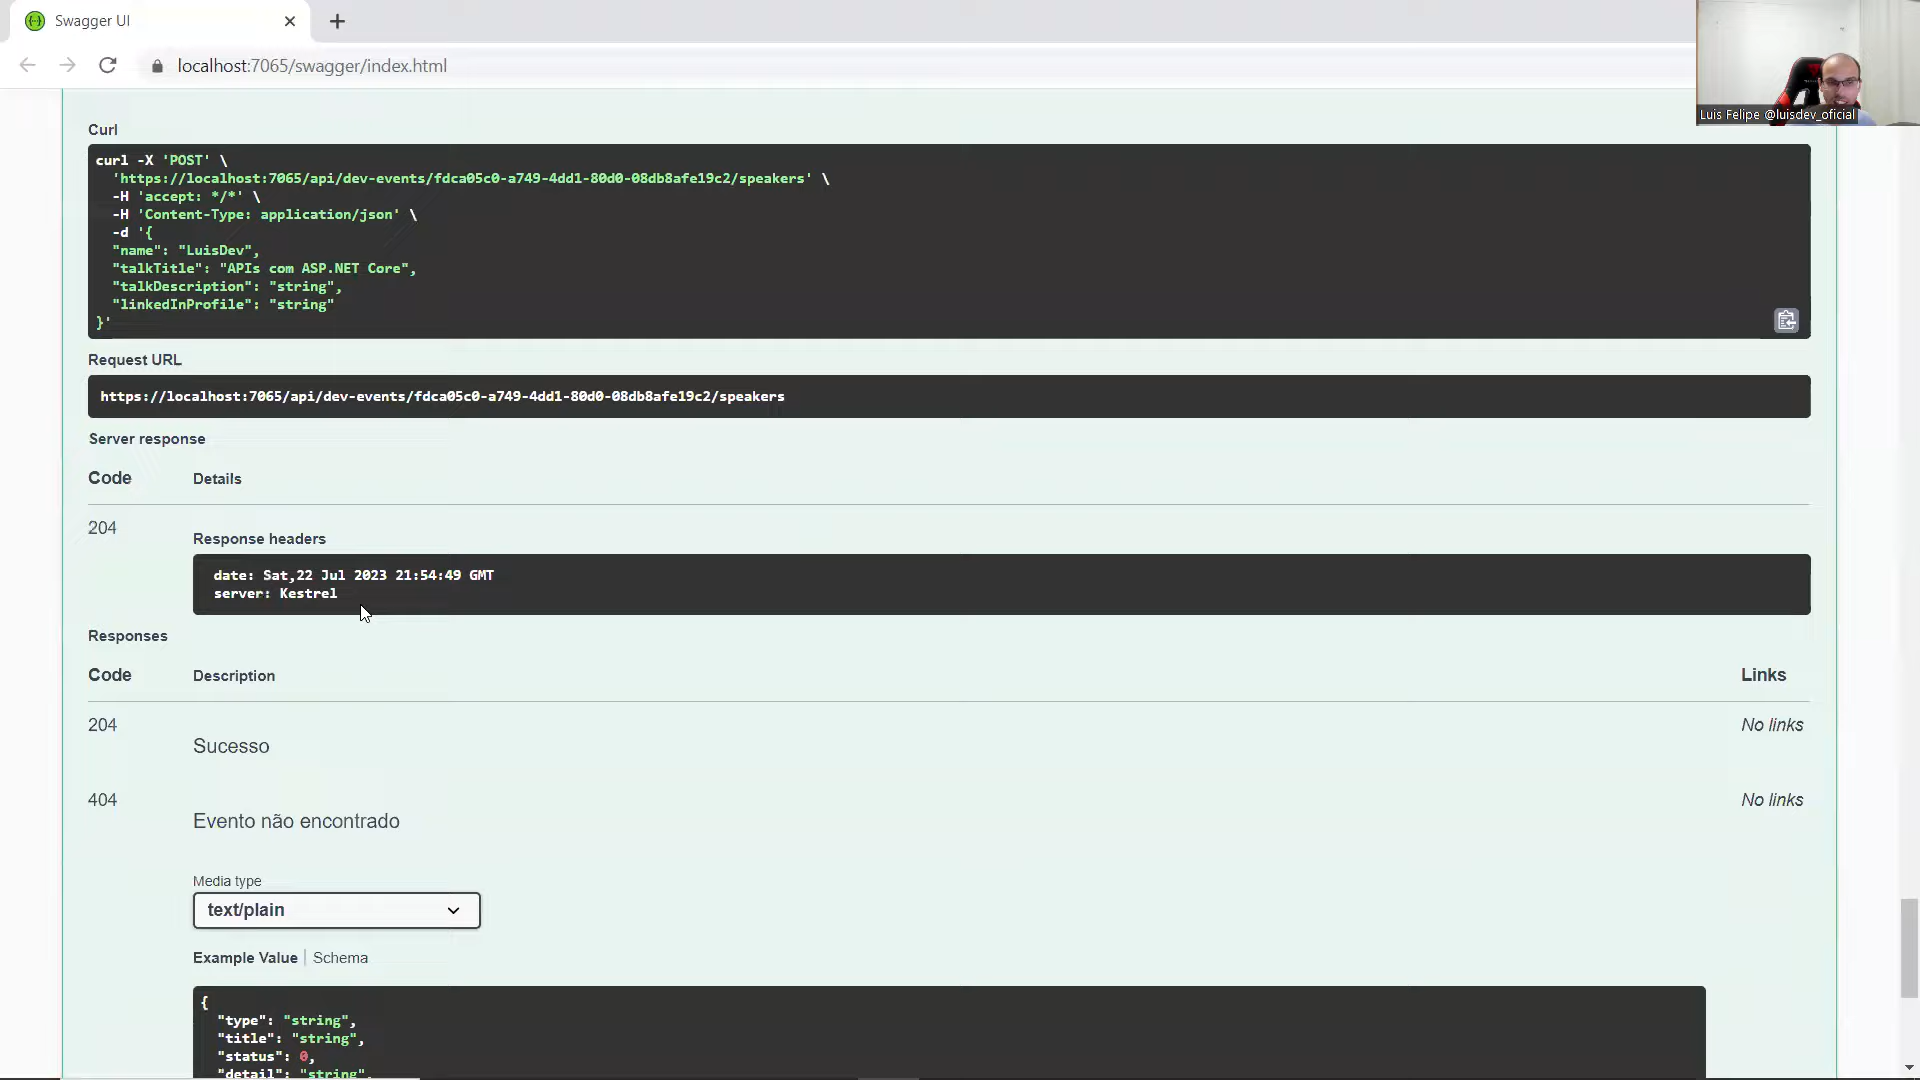 Swagger UI
localhost:7065/swagger/index.html
Luis Felipe @luisdev_oficial
Curl
curl -X 'POST' \
'https://localhost:7065/api/dev-events/fdca05c0-a749-4dd1-80d0-08db8afe19c2/speakers' \
-H 'accept: */*' \
-H 'Content-Type: application/json' \
-d '{
"name": "LuisDev",
"talkTitle": "APIs com ASP.NET Core",
"talkDescription": "string",
"linkedInProfile": "string"
}'
Request URL
https://localhost:7065/api/dev-events/fdca05c0-a749-4dd1-80d0-08db8afe19c2/speakers
Server response
Code Details
204
Response headers
date: Sat,22 Jul 2023 21:54:49 GMT
server: Kestrel
Responses
Code Description Links
204 No links
Sucesso
404 No links
Evento não encontrado
Media type
text/plain
Example Value | Schema
{
"type": "string",
"title": "string",
"status": 0,
"detail": "string",